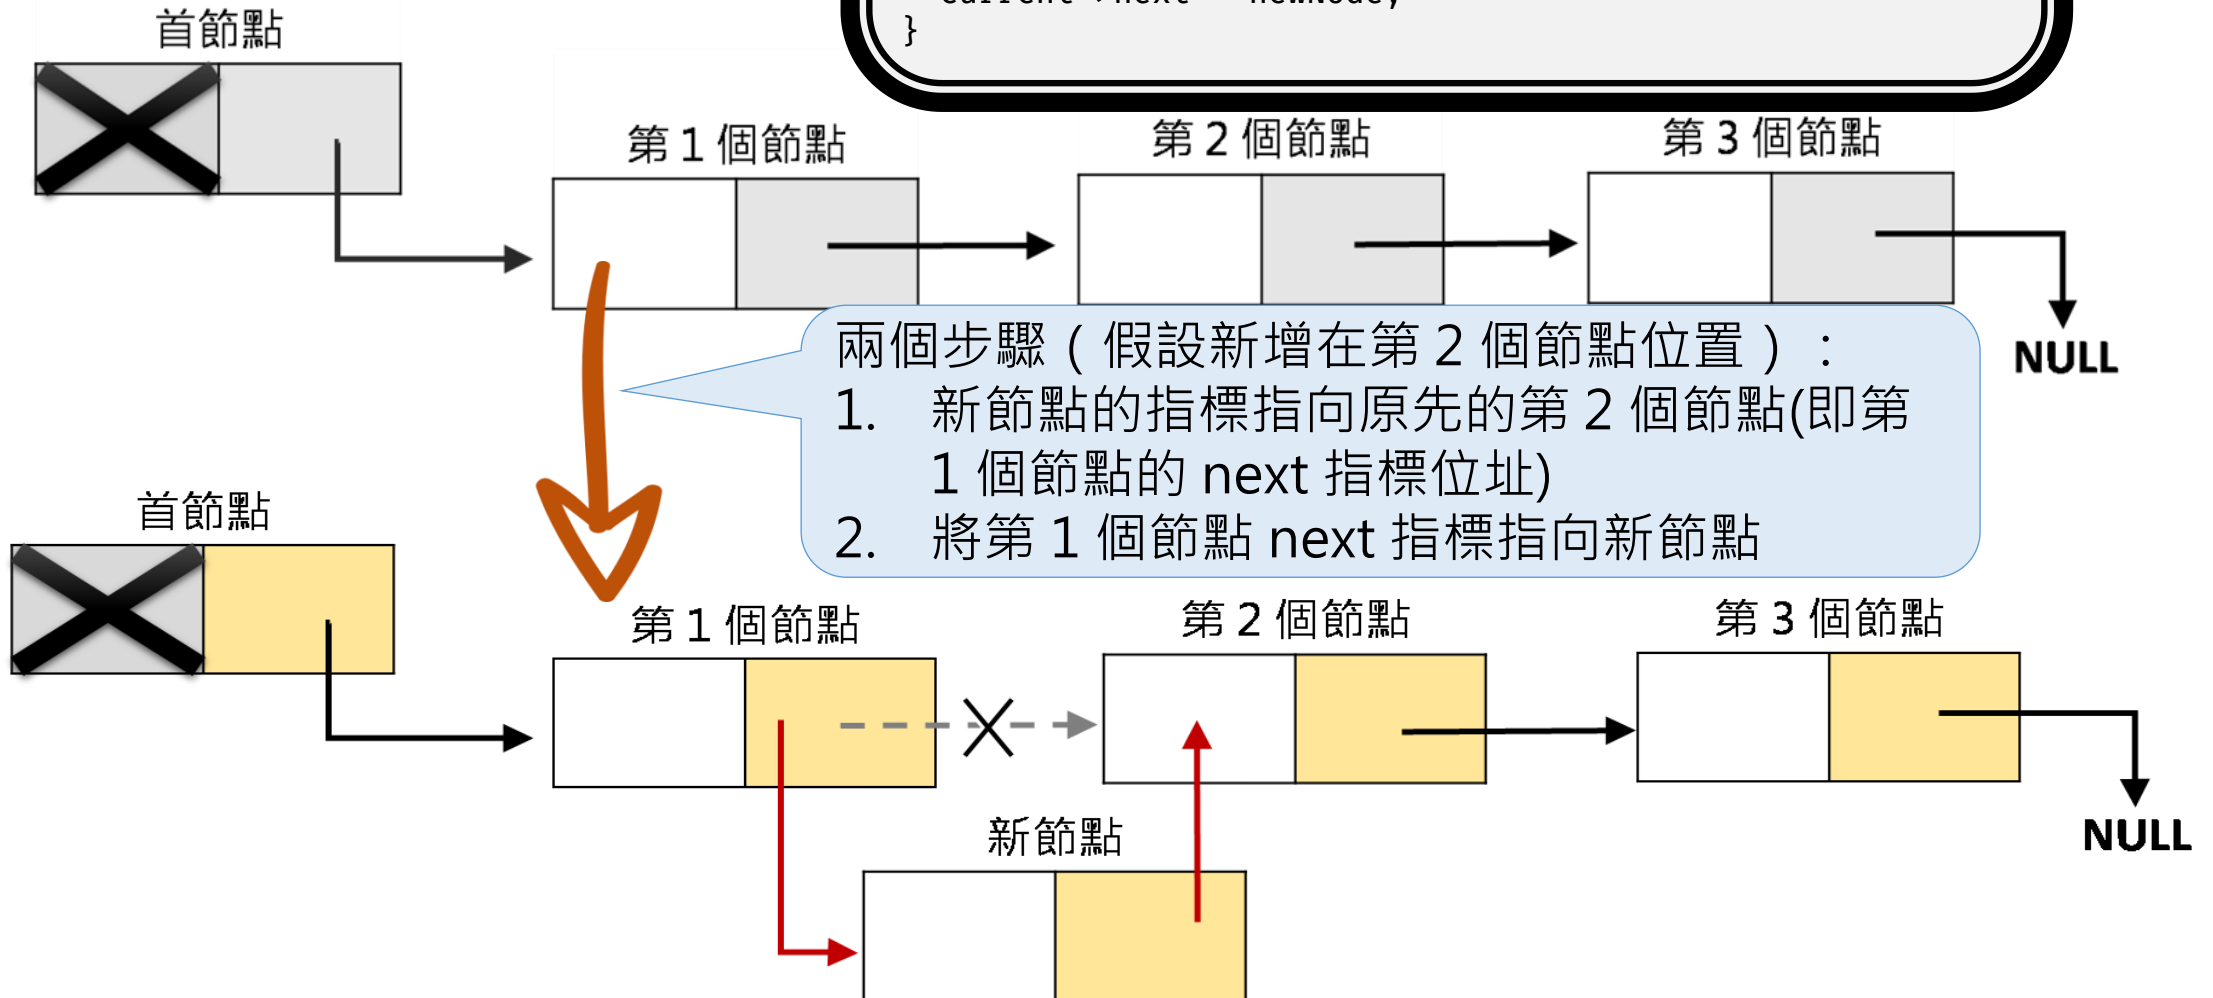 }
首節點
第 1 個節點
第 2 個節點
第 3 個節點
NULL
兩個步驟（假設新增在第 2 個節點位置）：
1. 新節點的指標指向原先的第 2 個節點(即第
1 個節點的 next 指標位址)
2. 將第 1 個節點 next 指標指向新節點
首節點
第 1 個節點
第 2 個節點
第 3 個節點
NULL
新節點